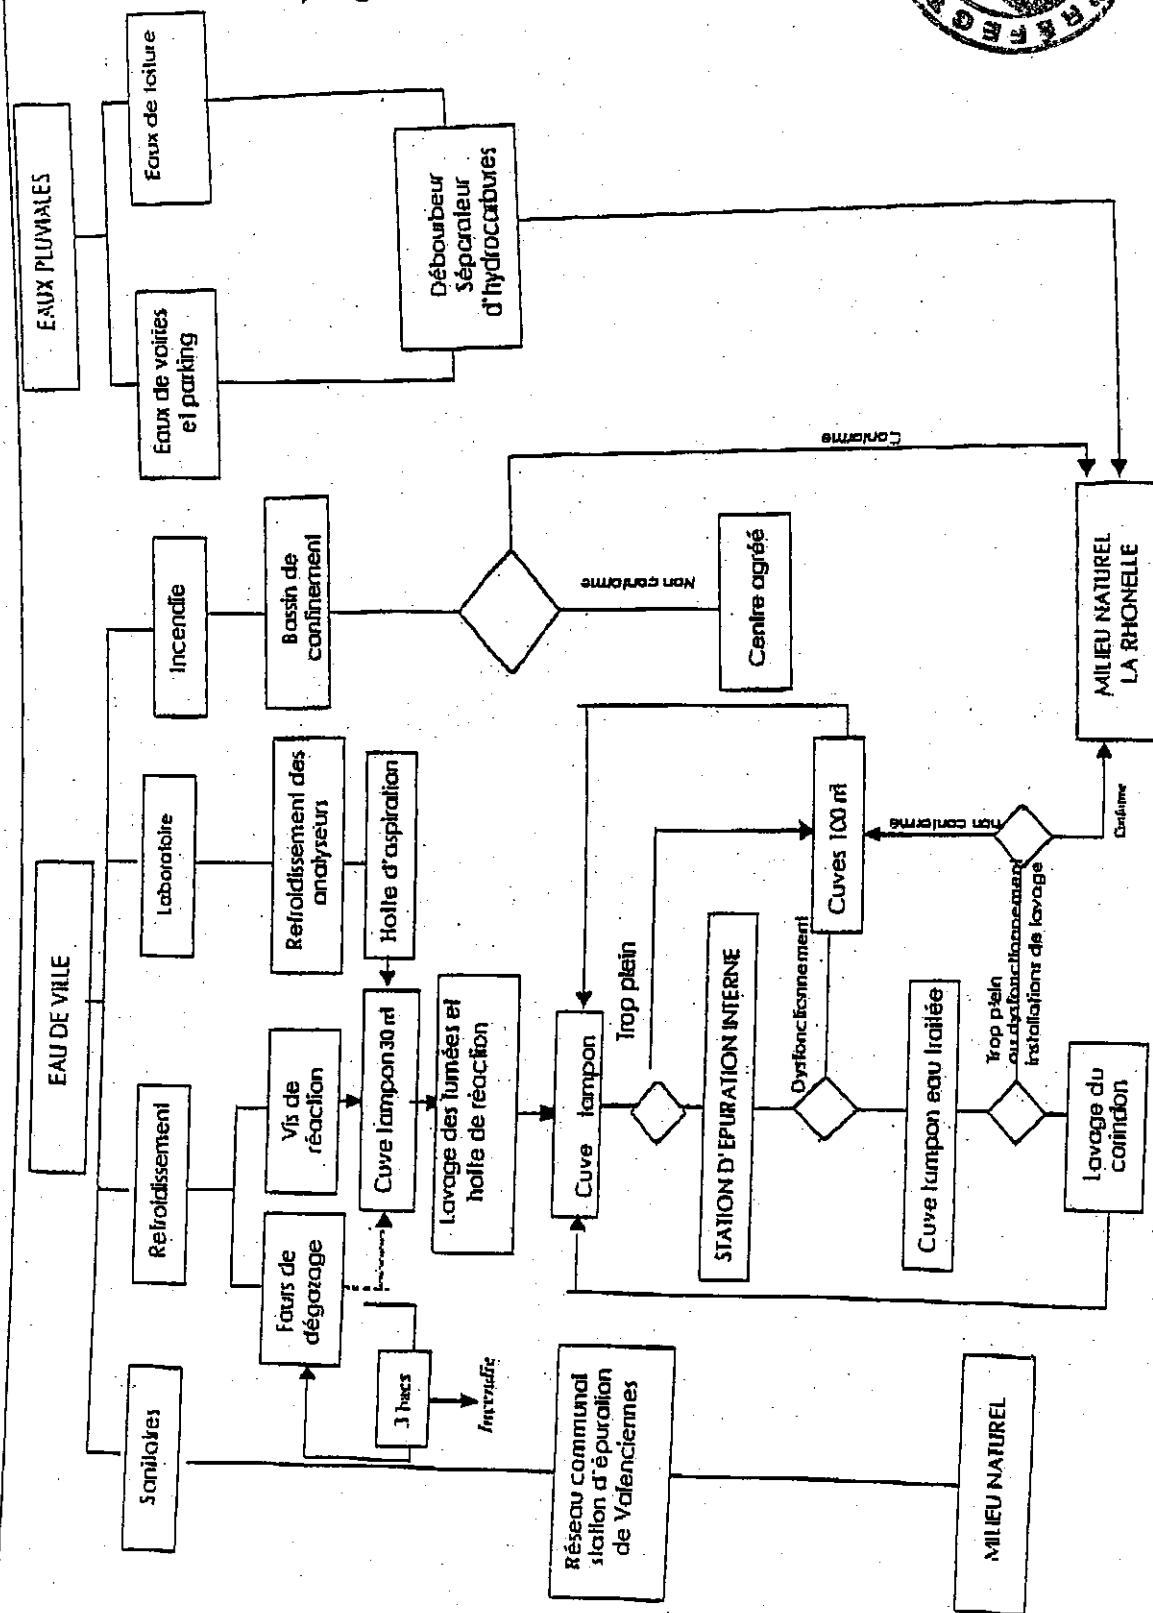 EAUX PLUVIALES
Eaux de voiries
et parking
Eaux de toiture
Débourbeur
Séparateur
d'hydrocarbures
EAU DE VILLE
Sanitaires
Refroidissement
Laboratoire
Incendie
Fours de
dégazage
Vis de
réaction
Refroidissement des
analyseurs
Bassin de
confinement
3 bacs
Incendie
Cuve tampon 30 m
Hotte d'aspiration
Lavage des fumées et
hotte de réaction
Non conforme
Conforme
Centre agréé
Réseau communal
station d'épuration
de Valenciennes
Cuve tampon
Trop plein
STATION D'EPURATION INTERNE
Dysfonctionnement
Cuves 100 m
Cuve tampon eau traitée
non conforme
Trop plein
ou dysfonctionnement
installations de lavage
Lavage du
corindon
Conforme
MILIEU NATUREL
MILIEU NATUREL
LA RHONELLE